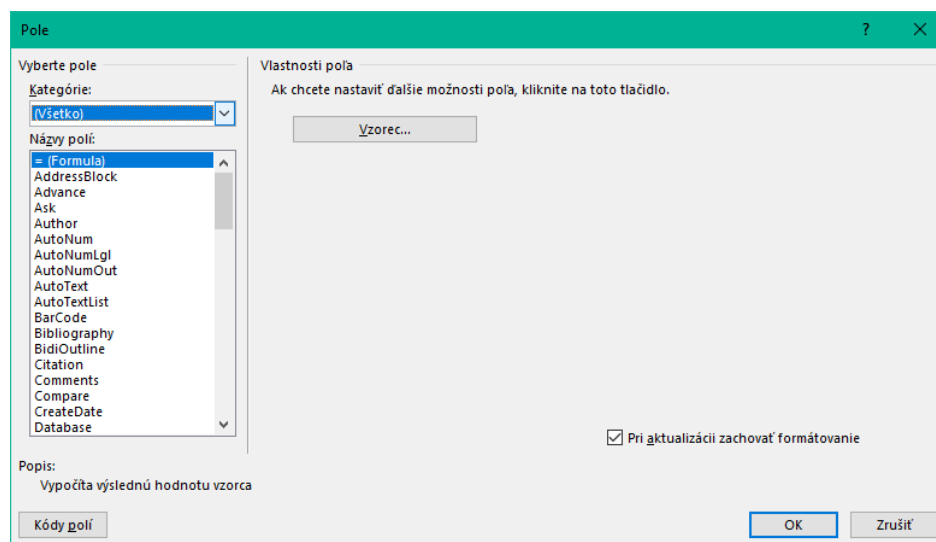 Pole
?
Vyberte pole
Kategórie:
(Všetko)
Názvy polí:
= (Formula)
AddressBlock
Advance
Ask
Author
AutoNum
AutoNumLgl
AutoNumOut
AutoText
AutoTextList
BarCode
Bibliography
BidiOutline
Citation
Comments
Compare
CreateDate
Database
Vlastnosti poľa
Ak chcete nastaviť ďalšie možnosti poľa, kliknite na toto tlačidlo.
Vzorec...
Pri aktualizácii zachovať formátovanie
Popis:
Vypočíta výslednú hodnotu vzorca
Kódy polí
OK
Zrušiť